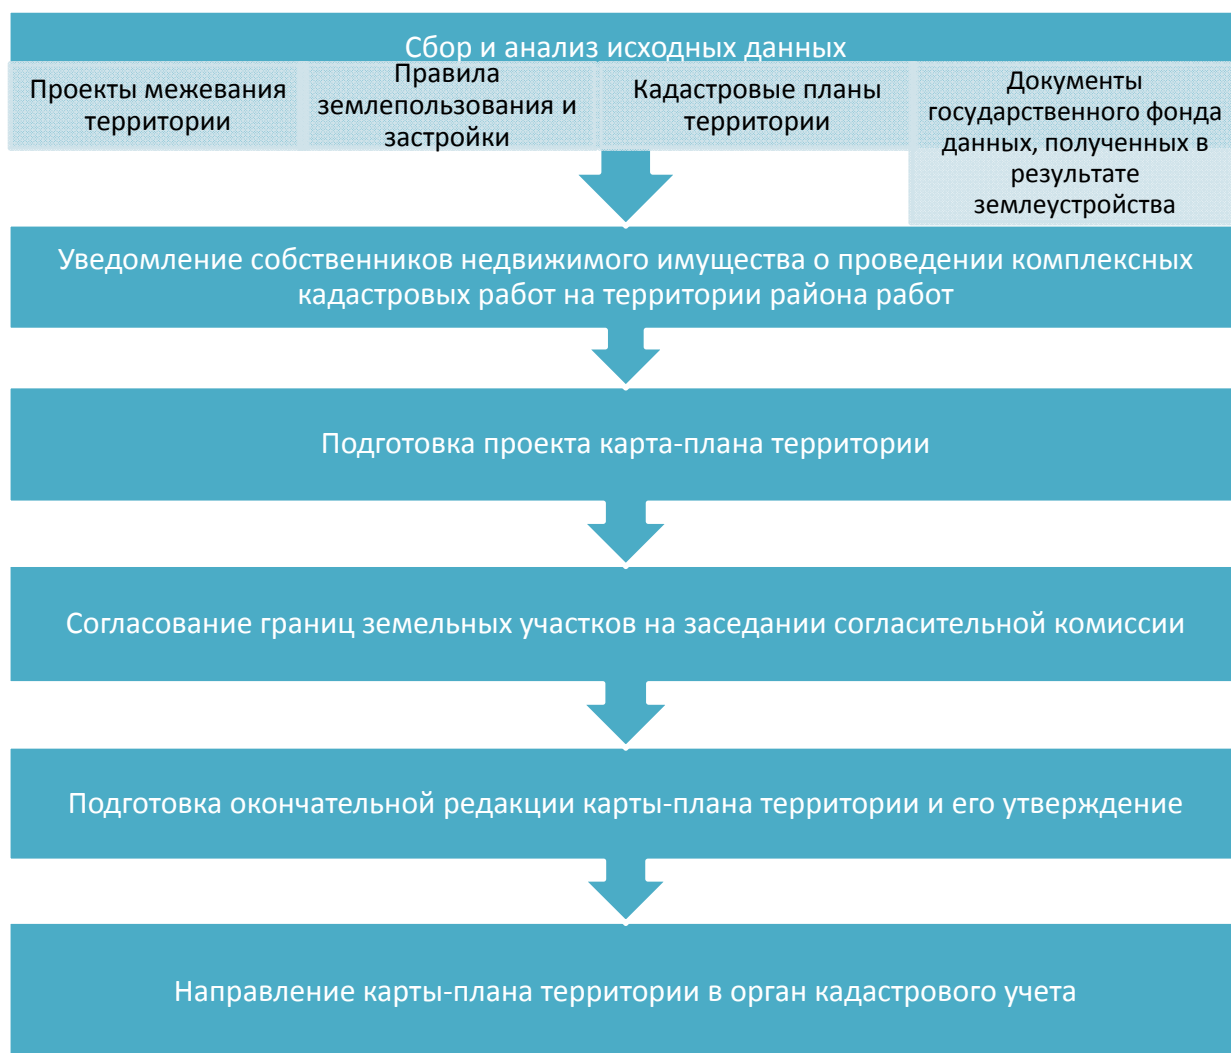 Сбор и анализ исходных данных
Проекты межевания
территории
Правила
землепользования и
застройки
Кадастровые планы
территории
Документы
государственного фонда
данных, полученных в
результате
землеустройства
Уведомление собственников недвижимого имущества о проведении комплексных
кадастровых работ на территории района работ
Подготовка проекта карта-плана территории
Согласование границ земельных участков на заседании согласительной комиссии
Подготовка окончательной редакции карты-плана территории и его утверждение
Направление карты-плана территории в орган кадастрового учета